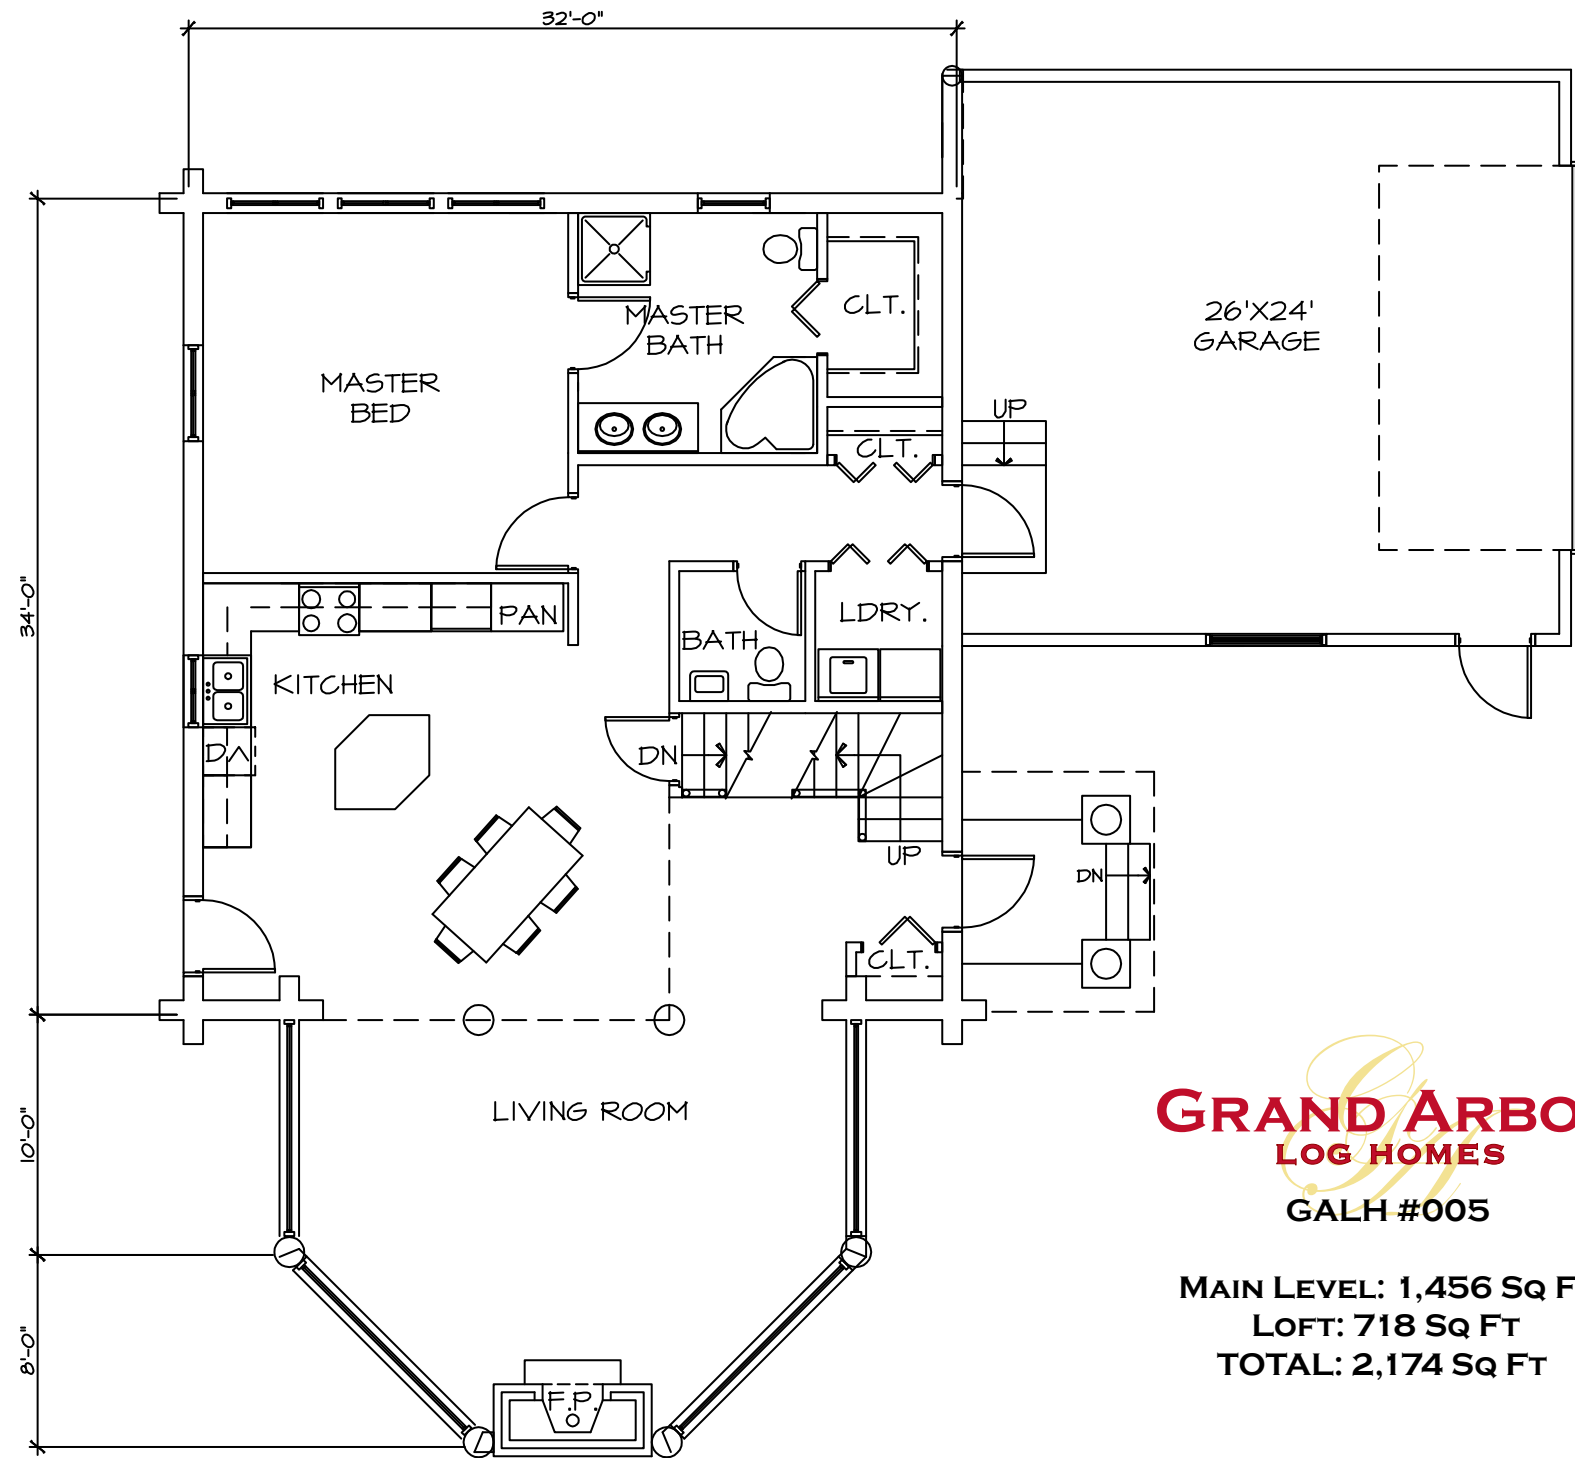 32'-0"
26'X24'
GARAGE
MASTER
BATH
CLT.
MASTER
BED
UP
CLT.
34'-0"
PAN
BATH
LDRY.
KITCHEN
D
DN
UP
DN
CLT.
LIVING ROOM
10'-0"
8'-0"
F.P.
GRAND ARBO
LOG HOMES
GALH #005
MAIN LEVEL: 1,456 SQ F
LOFT: 718 SQ FT
TOTAL: 2,174 SQ FT